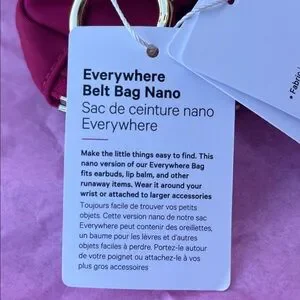 Everywhere
Belt Bag Nano
Sac de ceinture nano
Everywhere
Make the little things easy to find. This
nano version of our Everywhere Bag
fits earbuds, lip balm, and other
runaway items. Wear it around your
wrist or attached to larger accessories
Toujours facile de trouver vos petits
objets. Cette version nano de notre sac
Everywhere peut contenir des oreillettes,
un baume pour les lèvres et d'autres
objets faciles à perdre. Portez-le autour
de votre poignet ou attachez-le à vos
plus gros accessoires
• Fabric